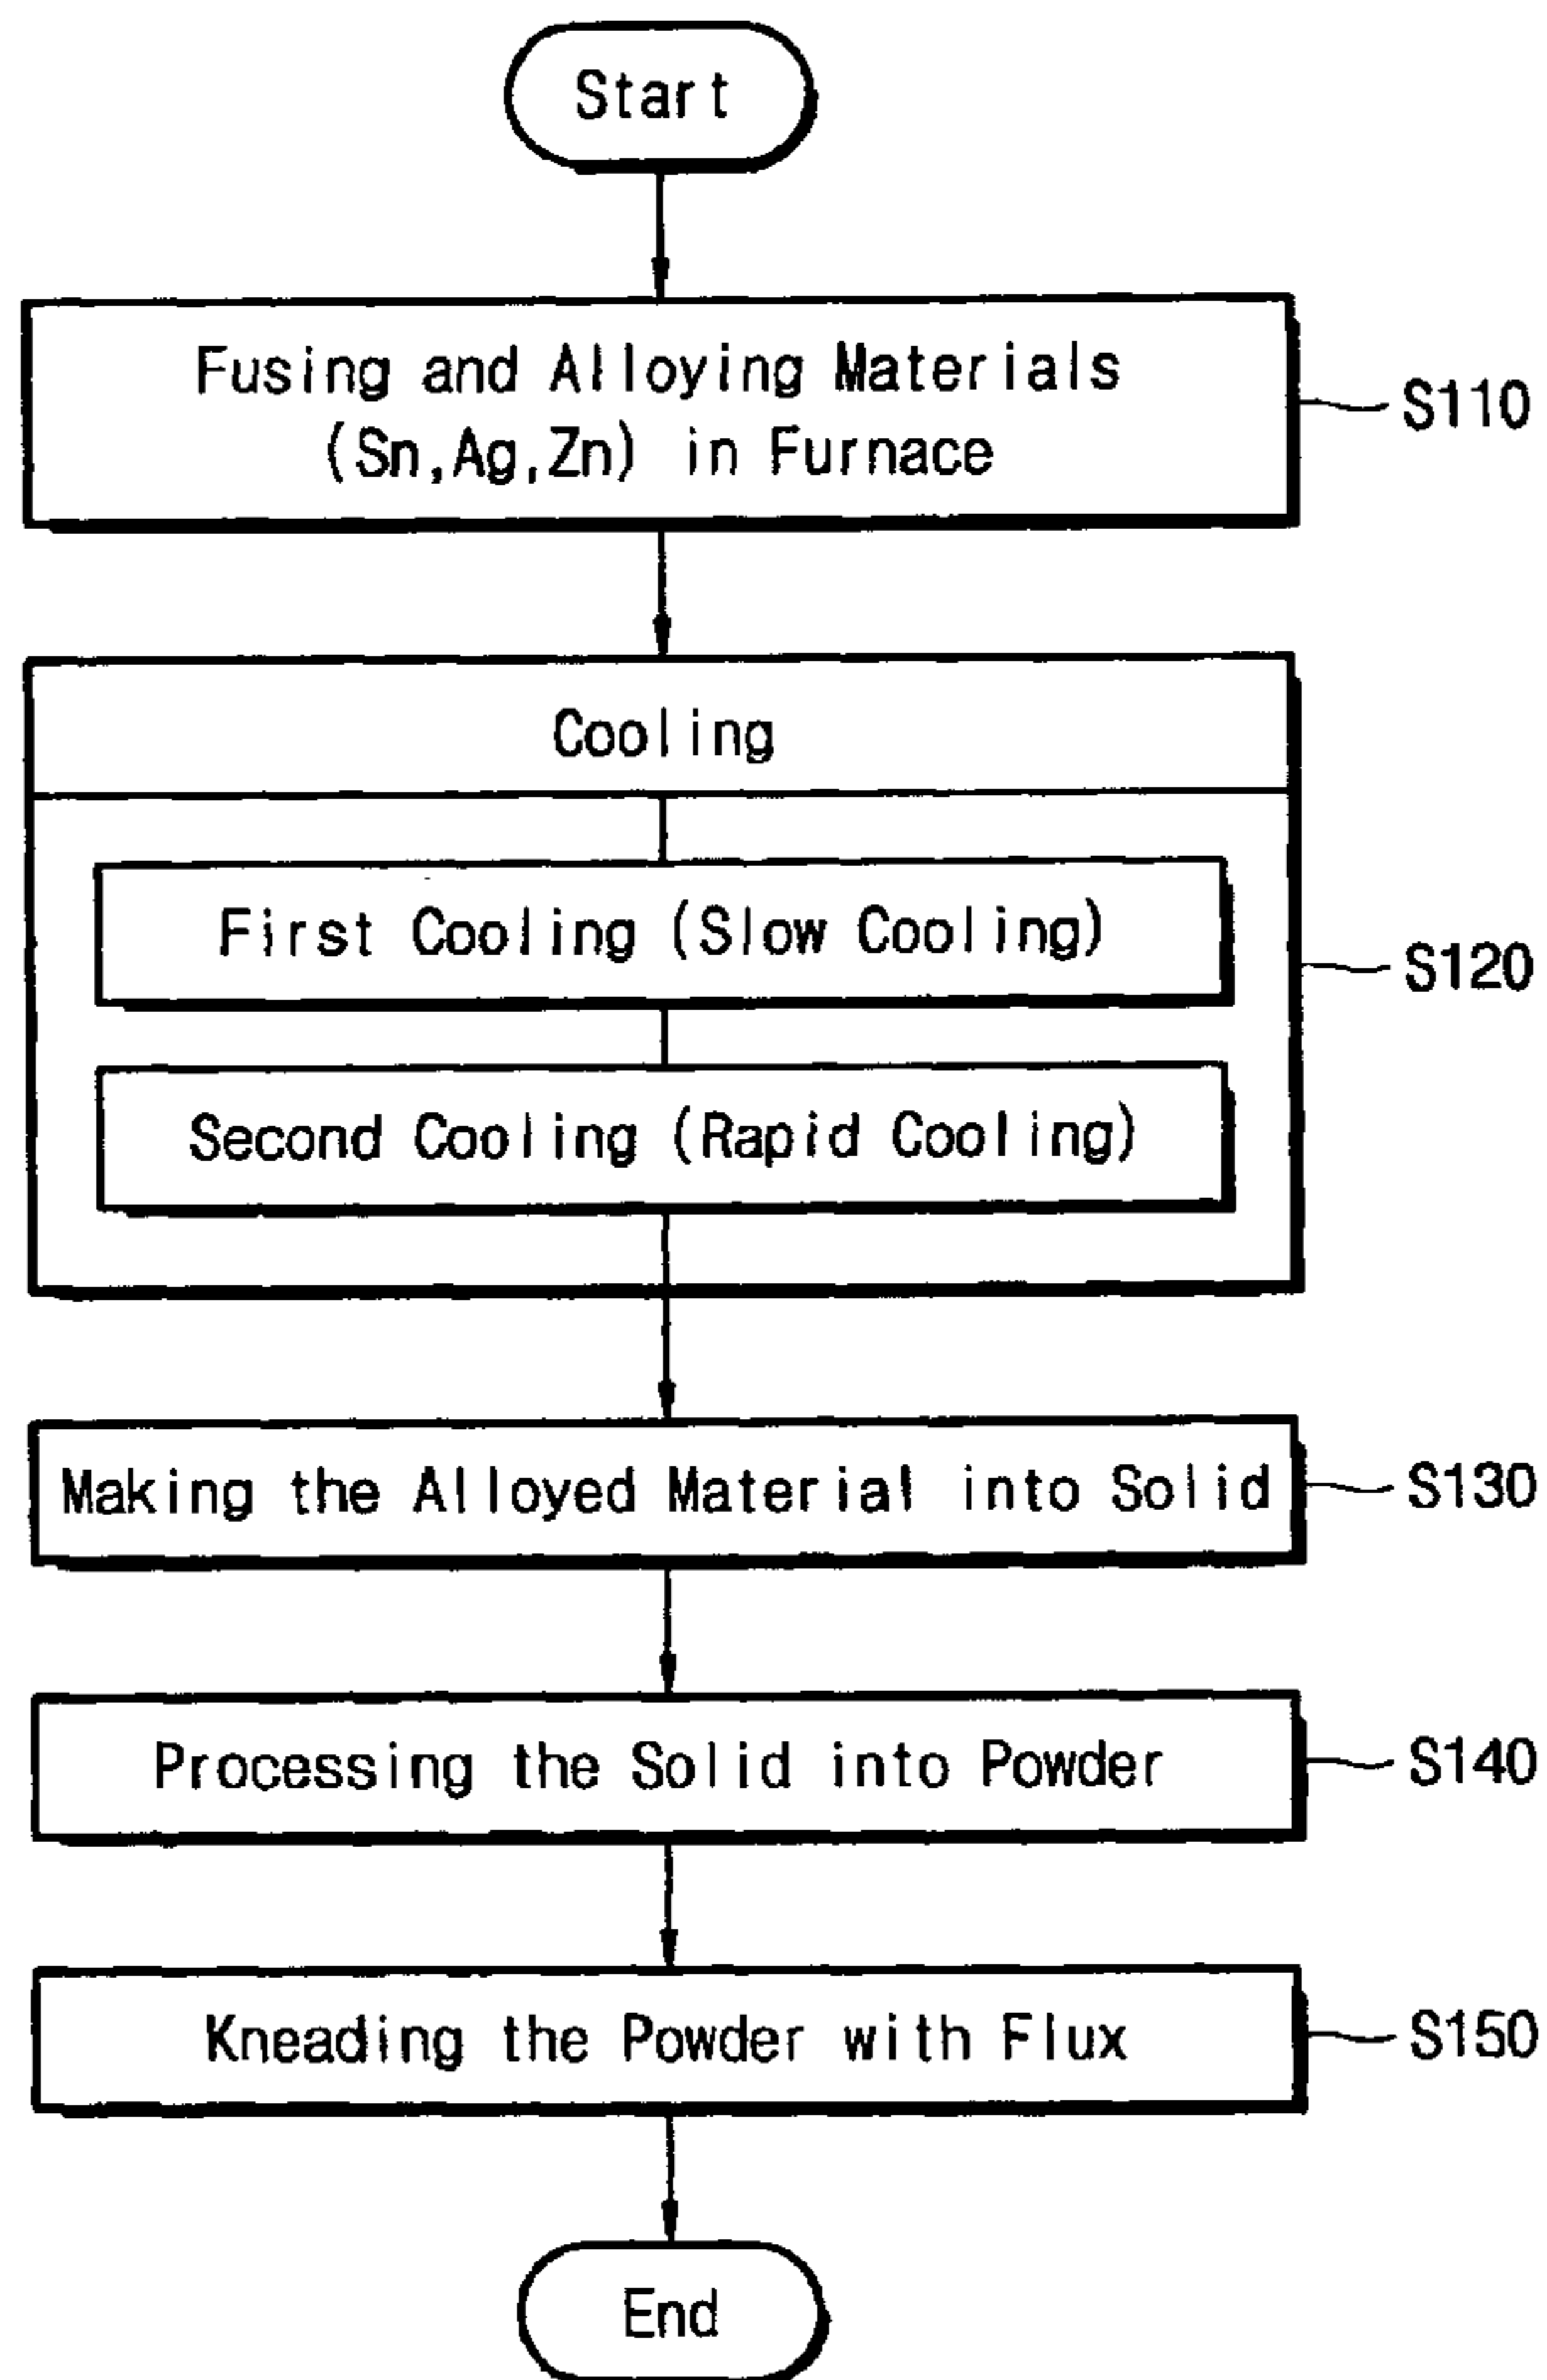 Start
Fusing and Alloying Materials
(Sn,Ag,Zn) in Furnace
S110
Cooling
First Cooling (Slow Cooling)
S120
Second Cooling (Rapid Cooling)
Making the Alloyed Material into Solid
S130
Processing the Solid into Powder
S140
Kneading the Powder with Flux
S150
End